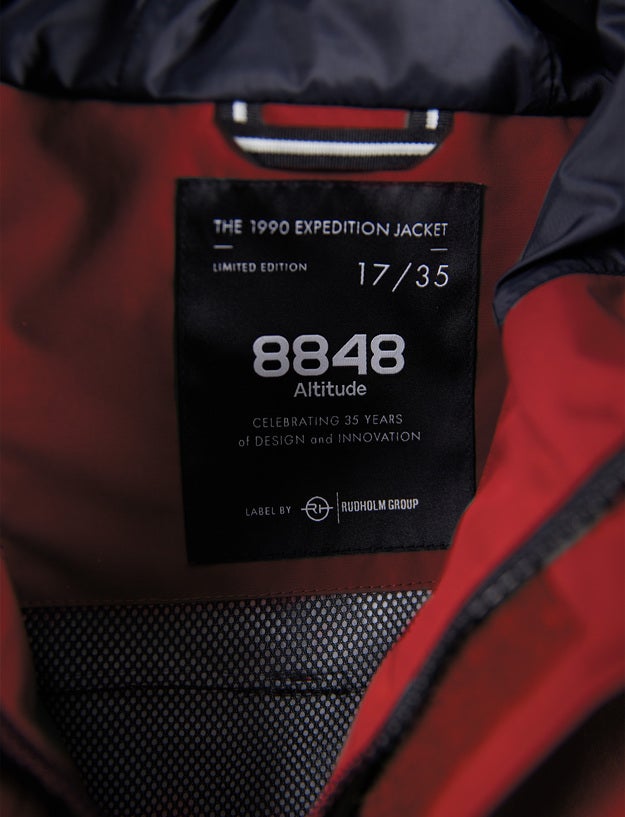 THE 1990 EXPEDITION JACKET
LIMITED EDITION 17/35
8848
Altitude
CELEBRATING 35 YEARS
of DESIGN and INNOVATION
LABEL BY RH RUDHOLM GROUP